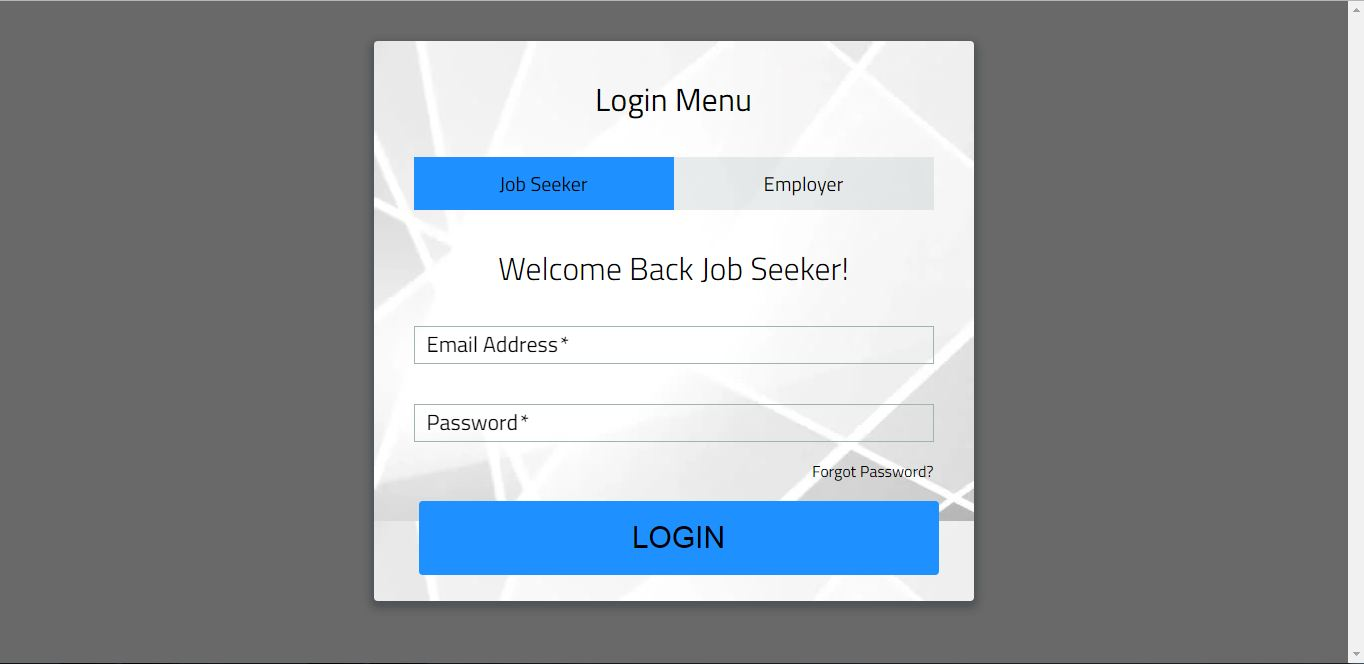 Login Menu
Job Seeker Employer
Welcome Back Job Seeker!
Email Address*
Password*
Forgot Password?
LOGIN